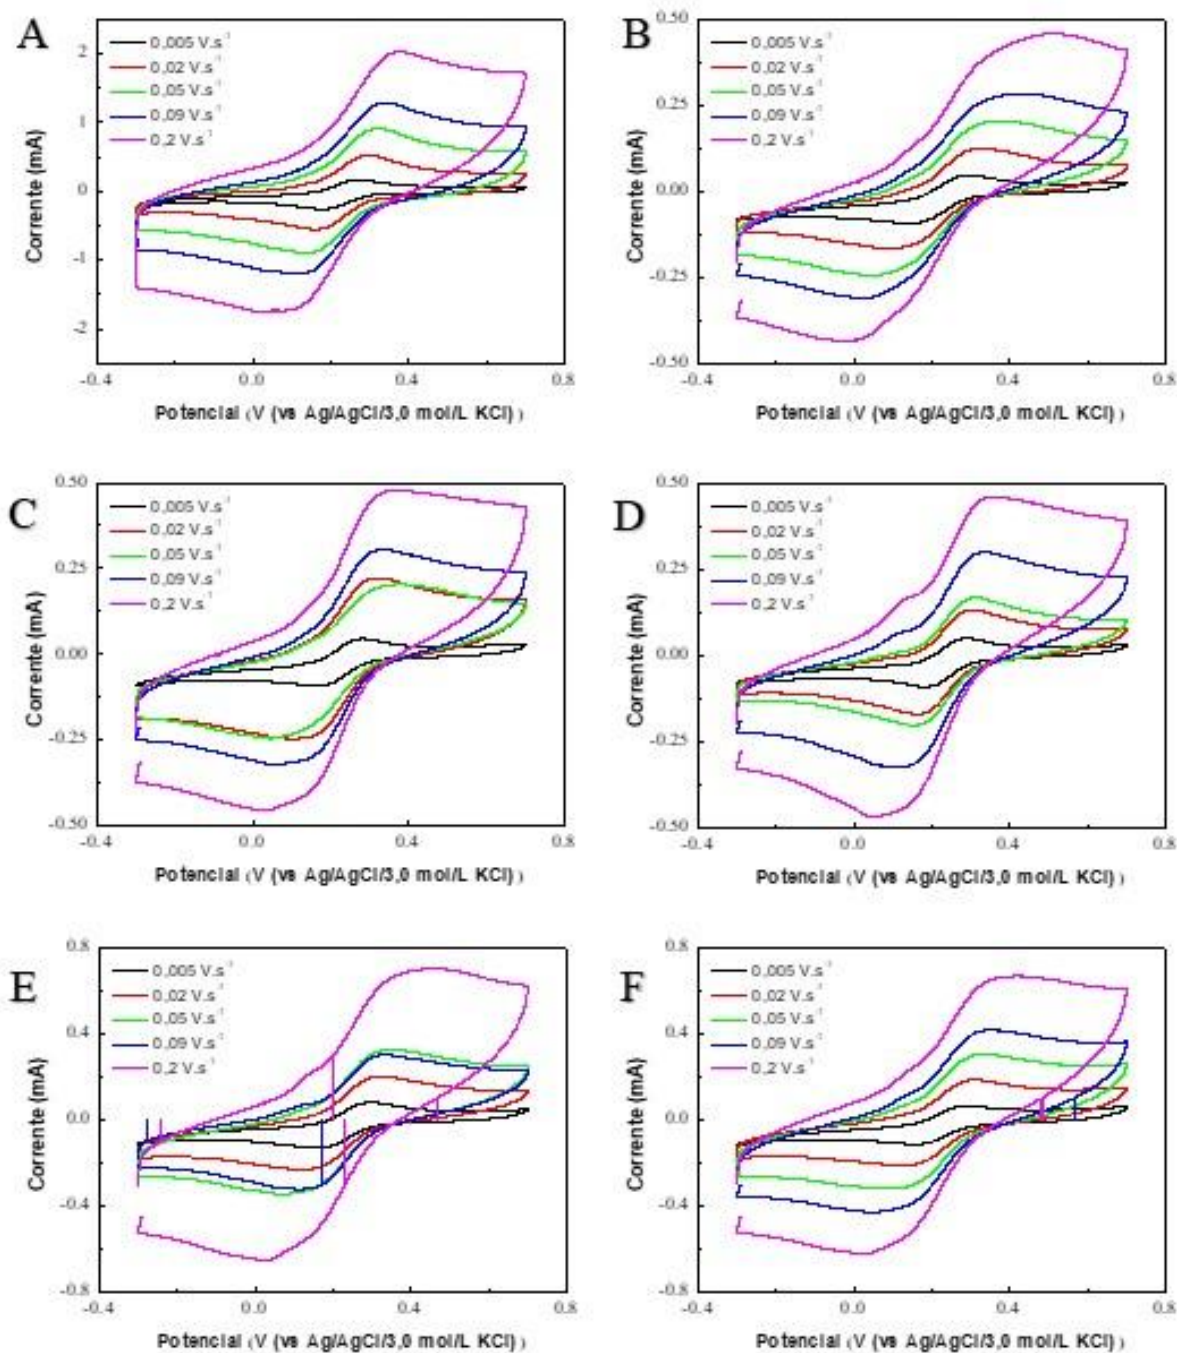 A
0,005 V.s⁻¹
0,02 V.s⁻¹
0,05 V.s⁻¹
0,09 V.s⁻¹
0,2 V.s⁻¹
Corrente (mA)
2
1
0
-1
-2
-0.4
0.0
0.4
0.8
Potencial (V (vs Ag/AgCl/3,0 mol/L KCl))
B
0,005 V.s⁻¹
0,02 V.s⁻¹
0,05 V.s⁻¹
0,09 V.s⁻¹
0,2 V.s⁻¹
Corrente (mA)
0.50
0.25
0.00
-0.25
-0.50
-0.4
0.0
0.4
0.8
Potencial (V (vs Ag/AgCl/3,0 mol/L KCl))
C
0,005 V.s⁻¹
0,02 V.s⁻¹
0,05 V.s⁻¹
0,09 V.s⁻¹
0,2 V.s⁻¹
Corrente (mA)
0.50
0.25
0.00
-0.25
-0.50
-0.4
0.0
0.4
0.8
Potencial (V (vs Ag/AgCl/3,0 mol/L KCl))
D
0,005 V.s⁻¹
0,02 V.s⁻¹
0,05 V.s⁻¹
0,09 V.s⁻¹
0,2 V.s⁻¹
Corrente (mA)
0.50
0.25
0.00
-0.25
-0.50
-0.4
0.0
0.4
0.8
Potencial (V (vs Ag/AgCl/3,0 mol/L KCl))
E
0,005 V.s⁻¹
0,02 V.s⁻¹
0,05 V.s⁻¹
0,09 V.s⁻¹
0,2 V.s⁻¹
Corrente (mA)
0.8
0.4
0.0
-0.4
-0.8
-0.4
0.0
0.4
0.8
Potencial (V (vs Ag/AgCl/3,0 mol/L KCl))
F
0,005 V.s⁻¹
0,02 V.s⁻¹
0,05 V.s⁻¹
0,09 V.s⁻¹
0,2 V.s⁻¹
Corrente (mA)
0.8
0.4
0.0
-0.4
-0.8
-0.4
0.0
0.4
0.8
Potencial (V (vs Ag/AgCl/3,0 mol/L KCl))